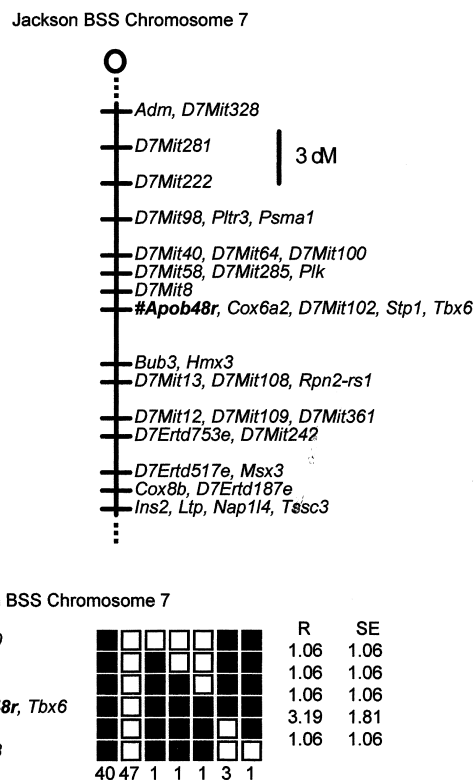 Jackson BSS Chromosome 7
Adm, D7Mit328
D7Mit281
3 cM
D7Mit222
D7Mit98, Pltr3, Psma1
D7Mit40, D7Mit64, D7Mit100
D7Mit58, D7Mit285, Plk
D7Mit8
#Apob48r, Cox6a2, D7Mit102, Stp1, Tbx6
Bub3, Hmx3
D7Mit13, D7Mit108, Rpn2-rs1
D7Mit12, D7Mit109, D7Mit361
D7Ertd753e, D7Mit242
D7Ertd517e, Msx3
Cox8b, D7Ertd187e
Ins2, Ltp, Nap1l4, Tssc3
BSS Chromosome 7
R SE
1.06 1.06
1.06 1.06
1.06 1.06
8r, Tbx6
3.19 1.81
1.06 1.06
40 47 1 1 1 3 1